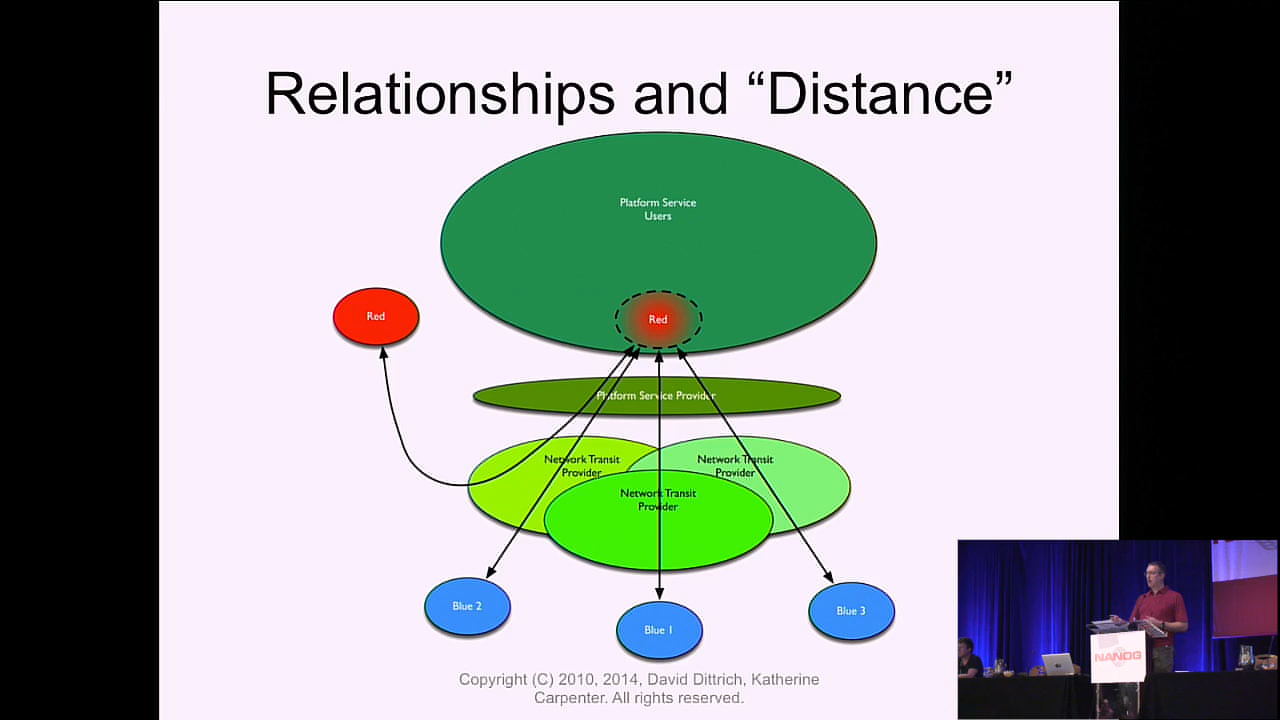 Relationships and “Distance”
Platform Service
Users
Red
Red
Platform Service Provider
Network Transit
Provider
Network Transit
Provider
Network Transit
Provider
Blue 2
Blue 1
Blue 3
Copyright (C) 2010, 2014, David Dittrich, Katherine
Carpenter. All rights reserved.
NANOG